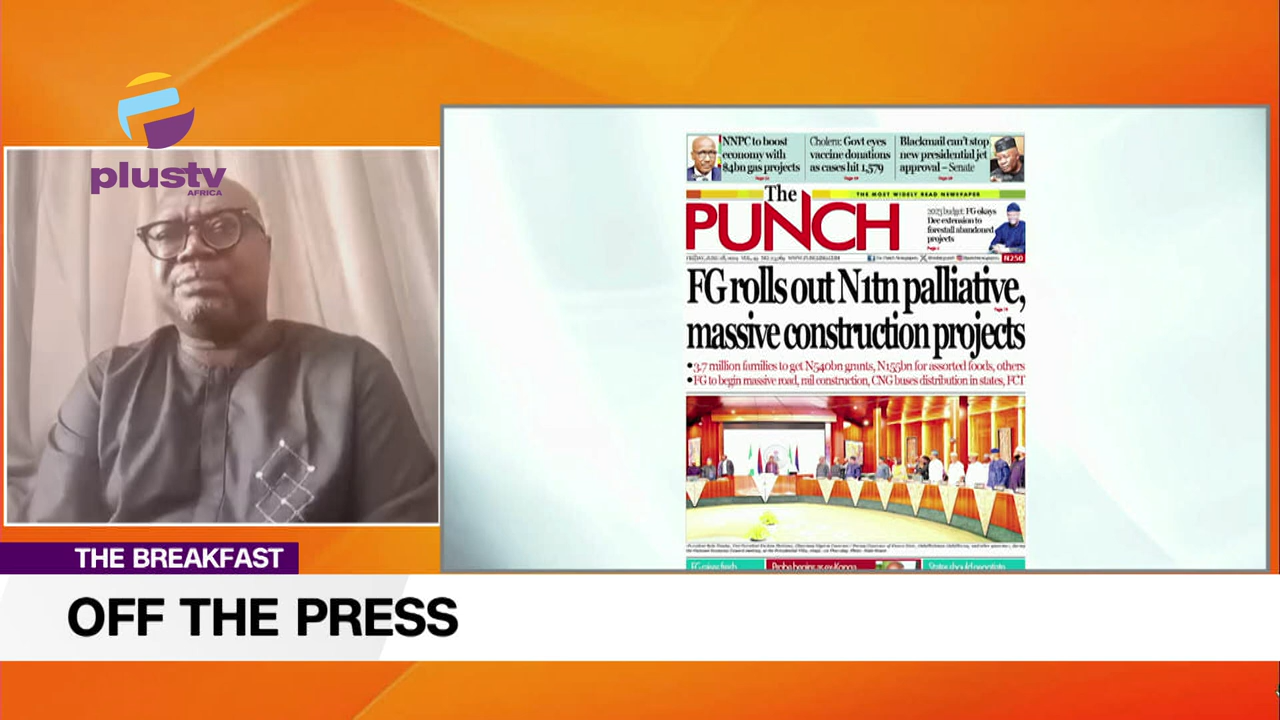 plustv
AFRICA
NNPC to boost
economy with
$4bn gas projects
Cholera: Govt eyes
vaccine donations
as cases hit 1,579
Blackmail can't stop
new presidential jet
approval – Senate
The
PUNCH
THE MOST WIDELY READ NEWSPAPER
2023 budget: FG okays
Dec extension to
forestall abandoned
projects
N250
FG rolls out N1tn palliative,
massive construction projects
•3.7 million families to get N540bn grants, N155bn for assorted foods, others
•FG to begin massive road, rail construction, CNG buses distribution in states, FCT
THE BREAKFAST
OFF THE PRESS